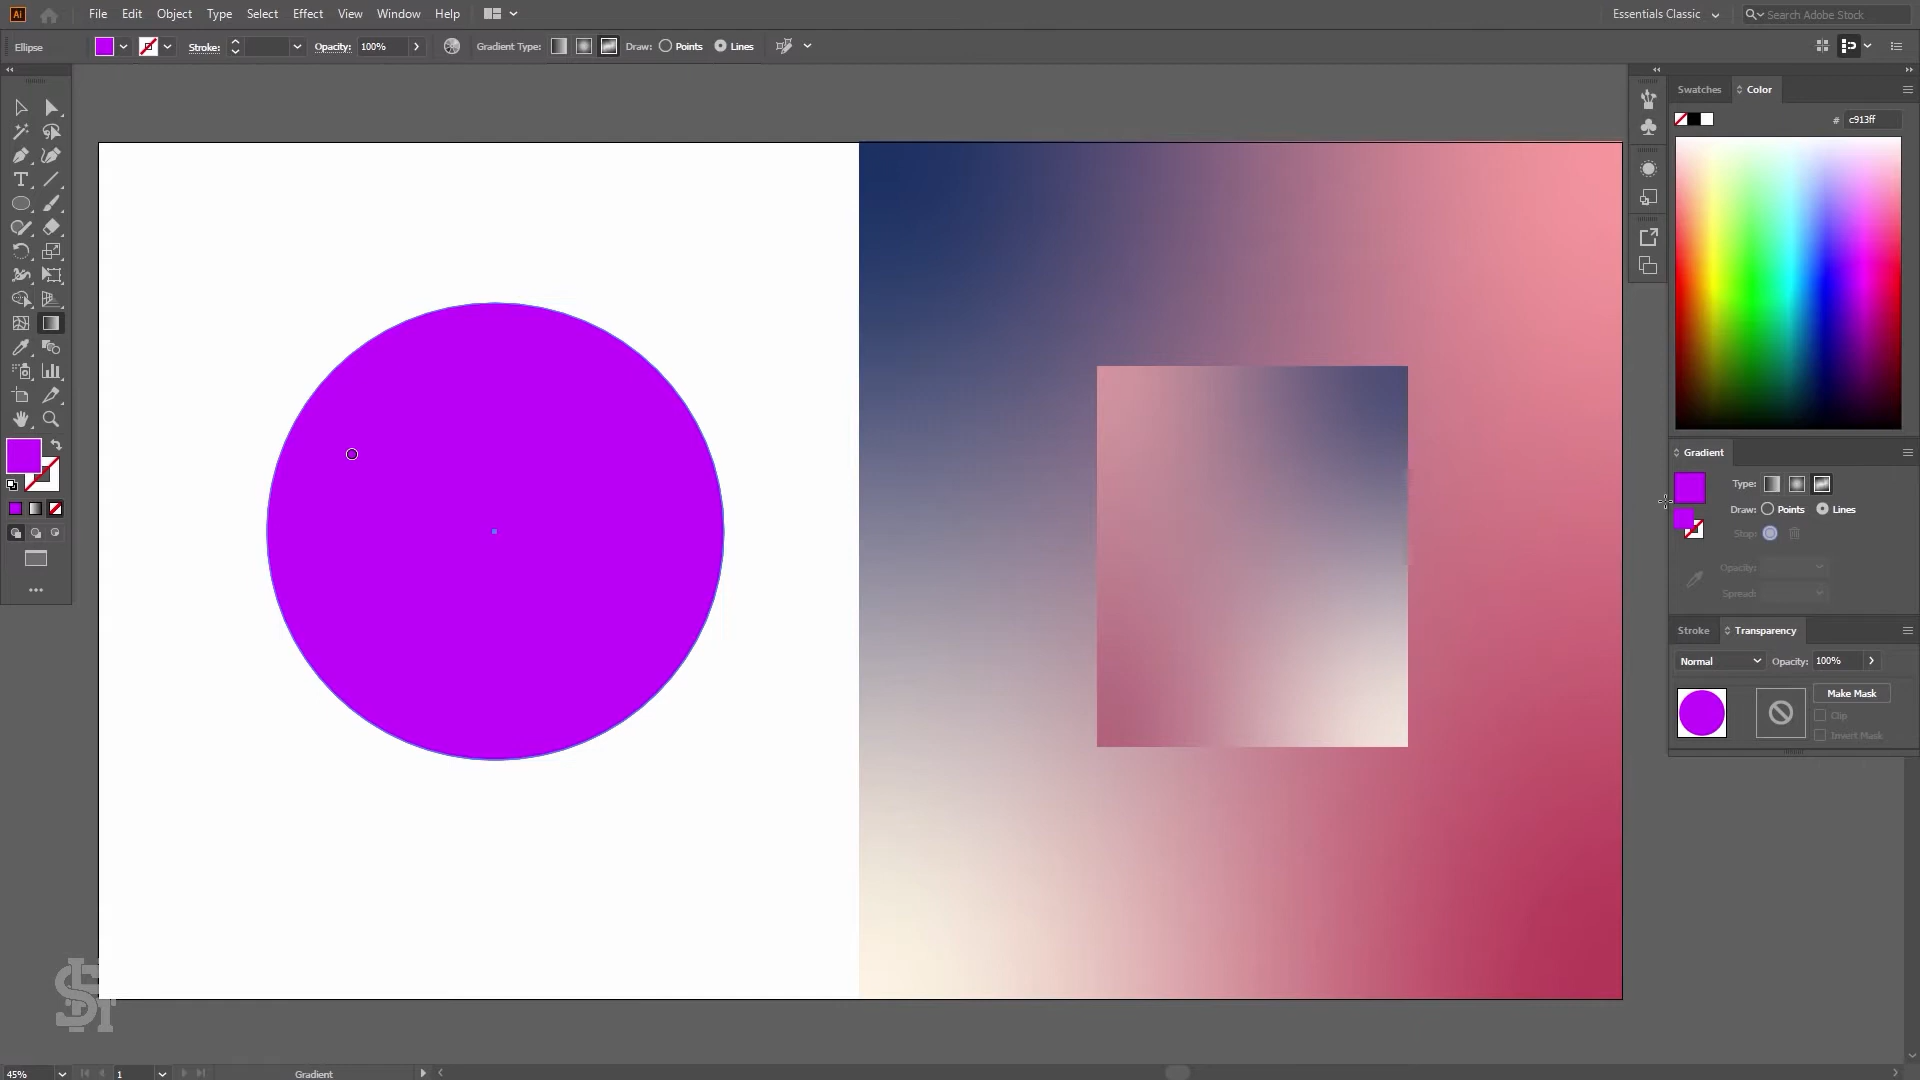 Ai File Edit Object Type Select Effect View Window Help Essentials Classic Search Adobe Stock
Ellipse Stroke: Opacity: 100% Gradient Type: Draw: Points Lines
Swatches Color
# c913ff
Gradient
Type:
Draw: Points Lines
Stop:
Opacity:
Spread:
Stroke Transparency
Normal Opacity: 100%
Make Mask
Clip
Invert Mask
45% 1 Gradient